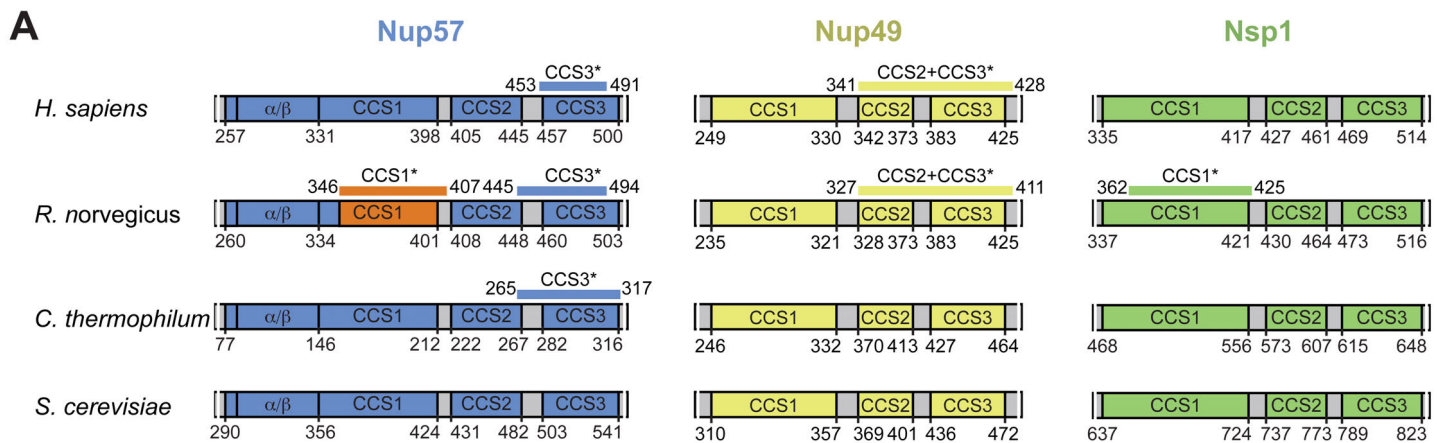 A
Nup57 Nup49 Nsp1
CCS3* CCS2+CCS3*
453 491 341 428
H. sapiens α/β CCS1 CCS2 CCS3 CCS1 CCS2 CCS3 CCS1 CCS2 CCS3
257 331 398 405 445 457 500 249 330 342 373 383 425 335 417 427 461 469 514
CCS1* CCS3* CCS2+CCS3* CCS1*
346 407 445 494 327 411 362 425
R. norvegicus α/β CCS1 CCS2 CCS3 CCS1 CCS2 CCS3 CCS1 CCS2 CCS3
260 334 401 408 448 460 503 235 321 328 373 383 425 337 421 430 464 473 516
CCS3*
265 317
C. thermophilum α/β CCS1 CCS2 CCS3 CCS1 CCS2 CCS3 CCS1 CCS2 CCS3
77 146 212 222 267 282 316 246 332 370 413 427 464 468 556 573 607 615 648
S. cerevisiae α/β CCS1 CCS2 CCS3 CCS1 CCS2 CCS3 CCS1 CCS2 CCS3
290 356 424 431 482 503 541 310 357 369 401 436 472 637 724 737 773 789 823